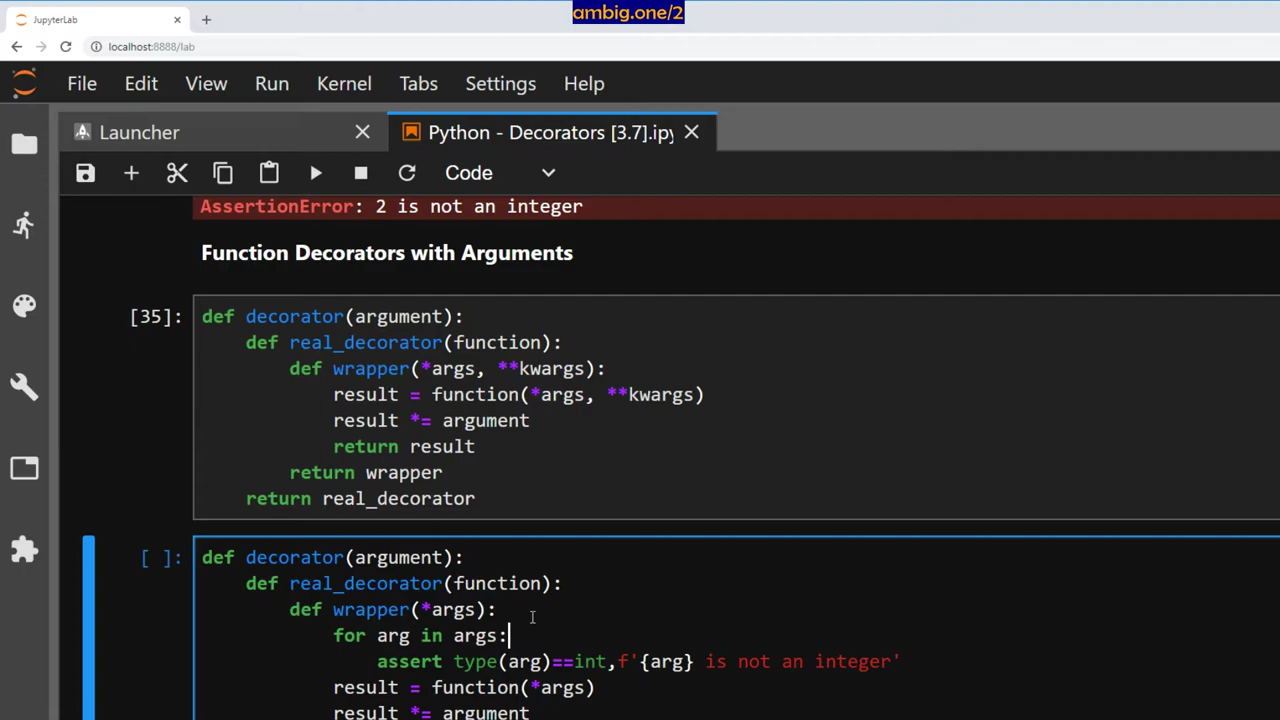 ambig.one/2
JupyterLab
localhost:8888/lab
File Edit View Run Kernel Tabs Settings Help
Launcher Python - Decorators [3.7].ipy
Code
AssertionError: 2 is not an integer
Function Decorators with Arguments
[35]: def decorator(argument):
def real_decorator(function):
def wrapper(*args, **kwargs):
result = function(*args, **kwargs)
result *= argument
return result
return wrapper
return real_decorator
[ ]: def decorator(argument):
def real_decorator(function):
def wrapper(*args):
for arg in args:
assert type(arg)==int,f'{arg} is not an integer'
result = function(*args)
result *= argument